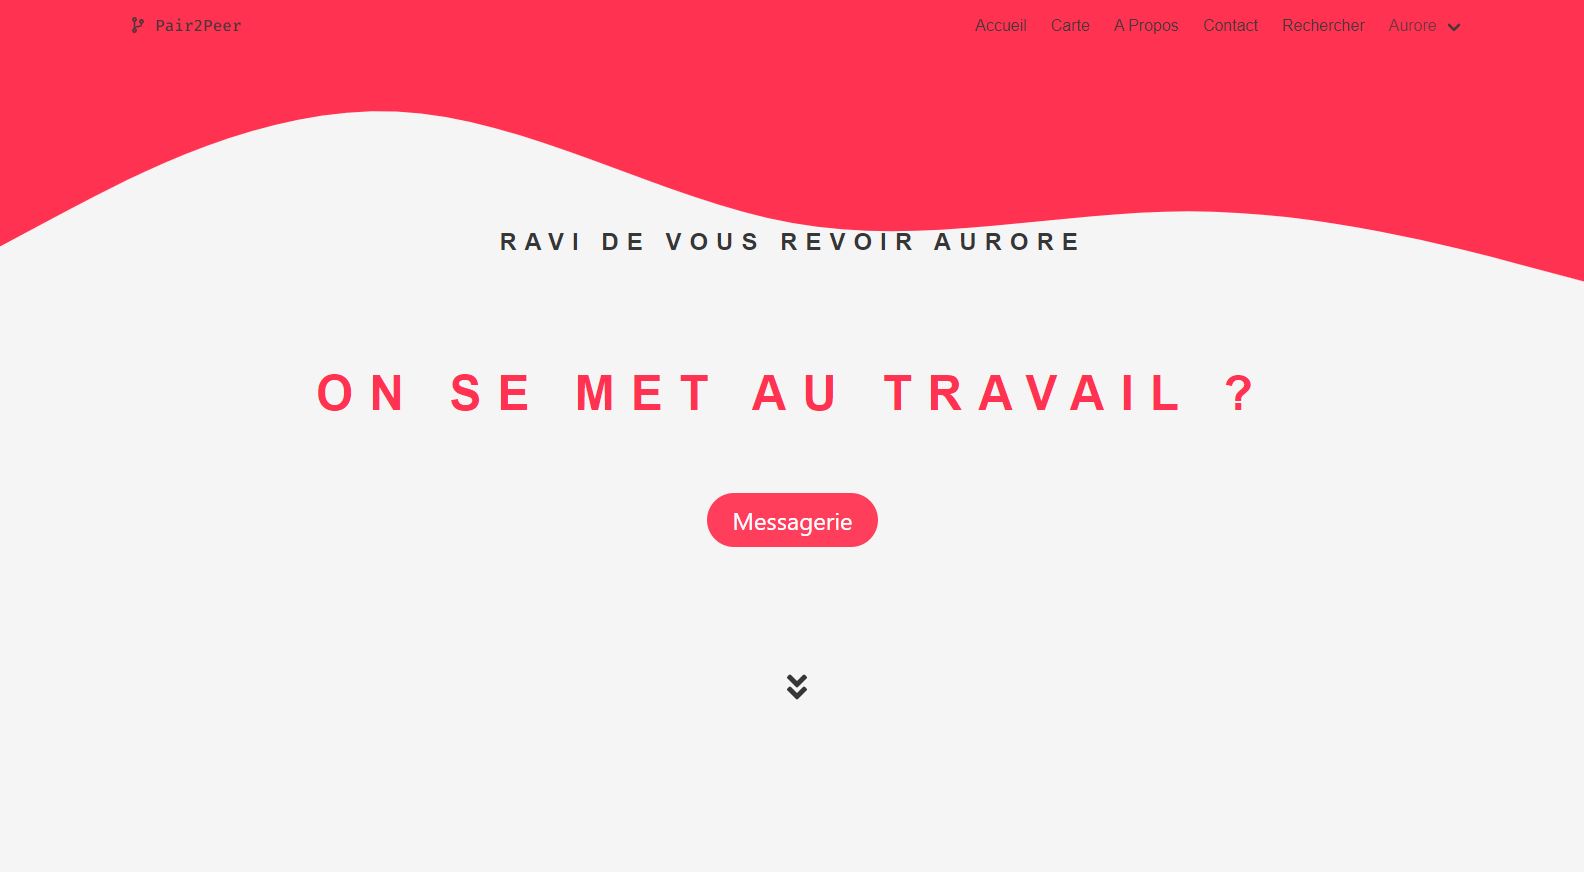 Pair2Peer
Accueil Carte A Propos Contact Rechercher Aurore
RAVI DE VOUS REVOIR AURORE
ON SE MET AU TRAVAIL ?
Messagerie